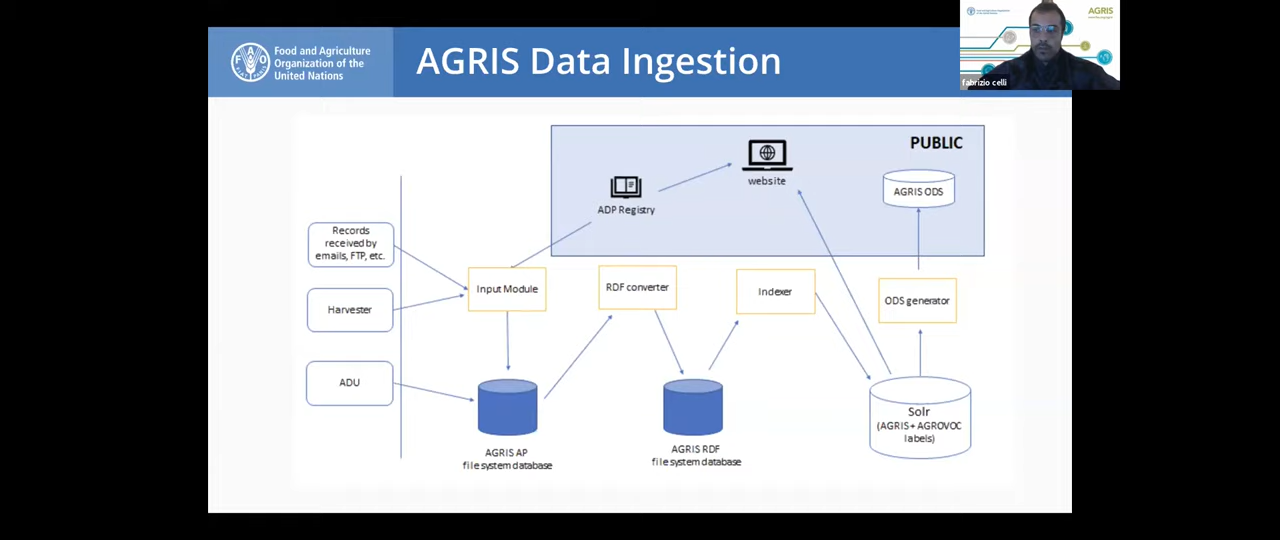 Food and Agriculture
Organization of the
United Nations
AGRIS Data Ingestion
AGRIS
fabrizio celli
PUBLIC
website
AGRIS ODS
ADP Registry
Records
received by
emails, FTP, etc.
Input Module
RDF converter
Indexer
ODS generator
Harvester
ADU
Solr
(AGRIS + AGROVOC
labels)
AGRIS AP
file system database
AGRIS RDF
file system database